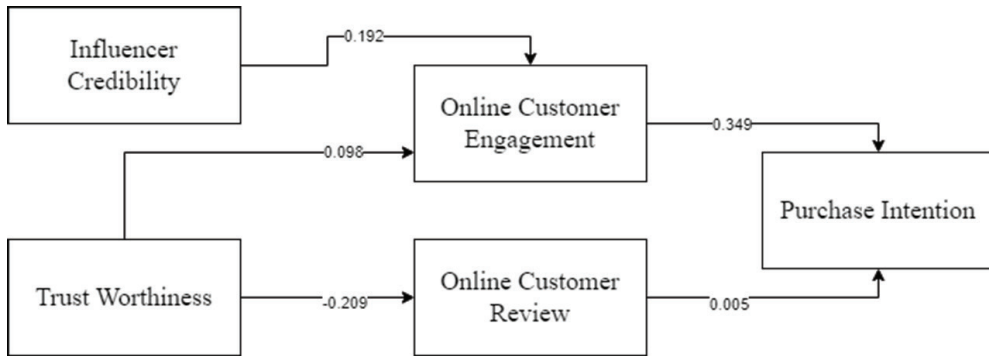 Influencer
Credibility
0.192
Online Customer
Engagement
0.349
0.098
Purchase Intention
Trust Worthiness
-0.209
Online Customer
Review
0.005